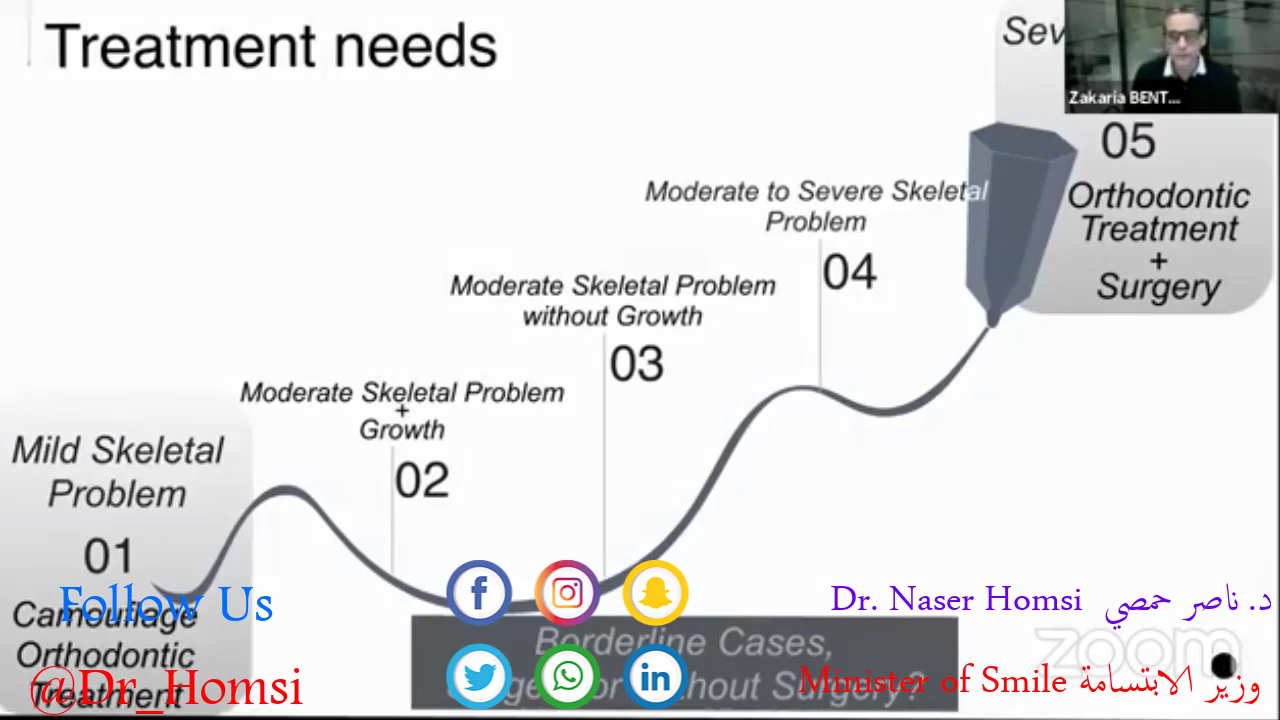 Treatment needs
Sev
Zakaria BENT...
05
Orthodontic
Treatment
+
Surgery
Moderate to Severe Skeletal
Problem
04
Moderate Skeletal Problem
without Growth
03
Moderate Skeletal Problem
+
Growth
02
Mild Skeletal
Problem
01
Camouflage
Orthodontic
Treatment
Borderline Cases,
Surgery?
Follow Us
@Dr_Homsi
Dr. Naser Homsi د. ناصر حمصي
zoom
Minister of Smile وزير الابتسامة